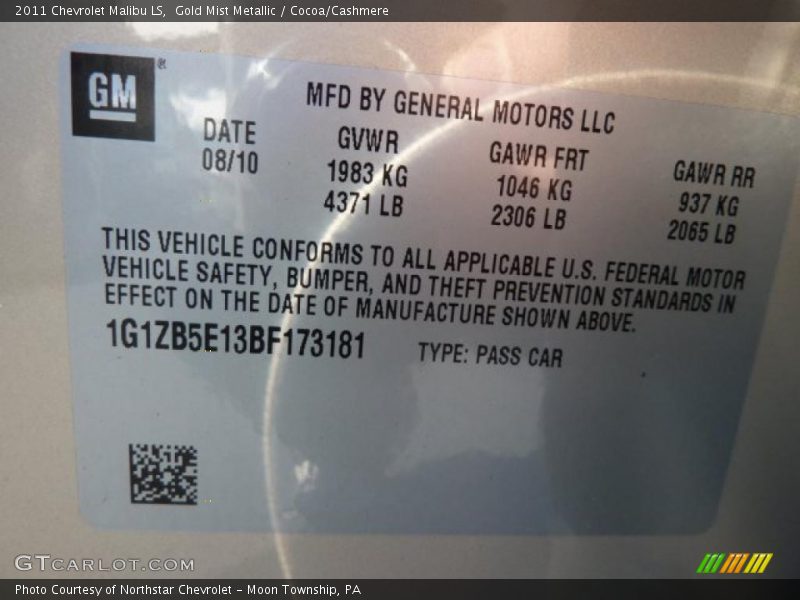 2011 Chevrolet Malibu LS,  Gold Mist Metallic / Cocoa/Cashmere
GM ®
MFD BY GENERAL MOTORS LLC
DATE GVWR GAWR FRT GAWR RR
08/10 1983 KG 1046 KG 937 KG
4371 LB 2306 LB 2065 LB
THIS VEHICLE CONFORMS TO ALL APPLICABLE U.S. FEDERAL MOTOR
VEHICLE SAFETY, BUMPER, AND THEFT PREVENTION STANDARDS IN
EFFECT ON THE DATE OF MANUFACTURE SHOWN ABOVE.
1G1ZB5E13BF173181 TYPE: PASS CAR
GTCARLOT.COM
Photo Courtesy of Northstar Chevrolet - Moon Township, PA